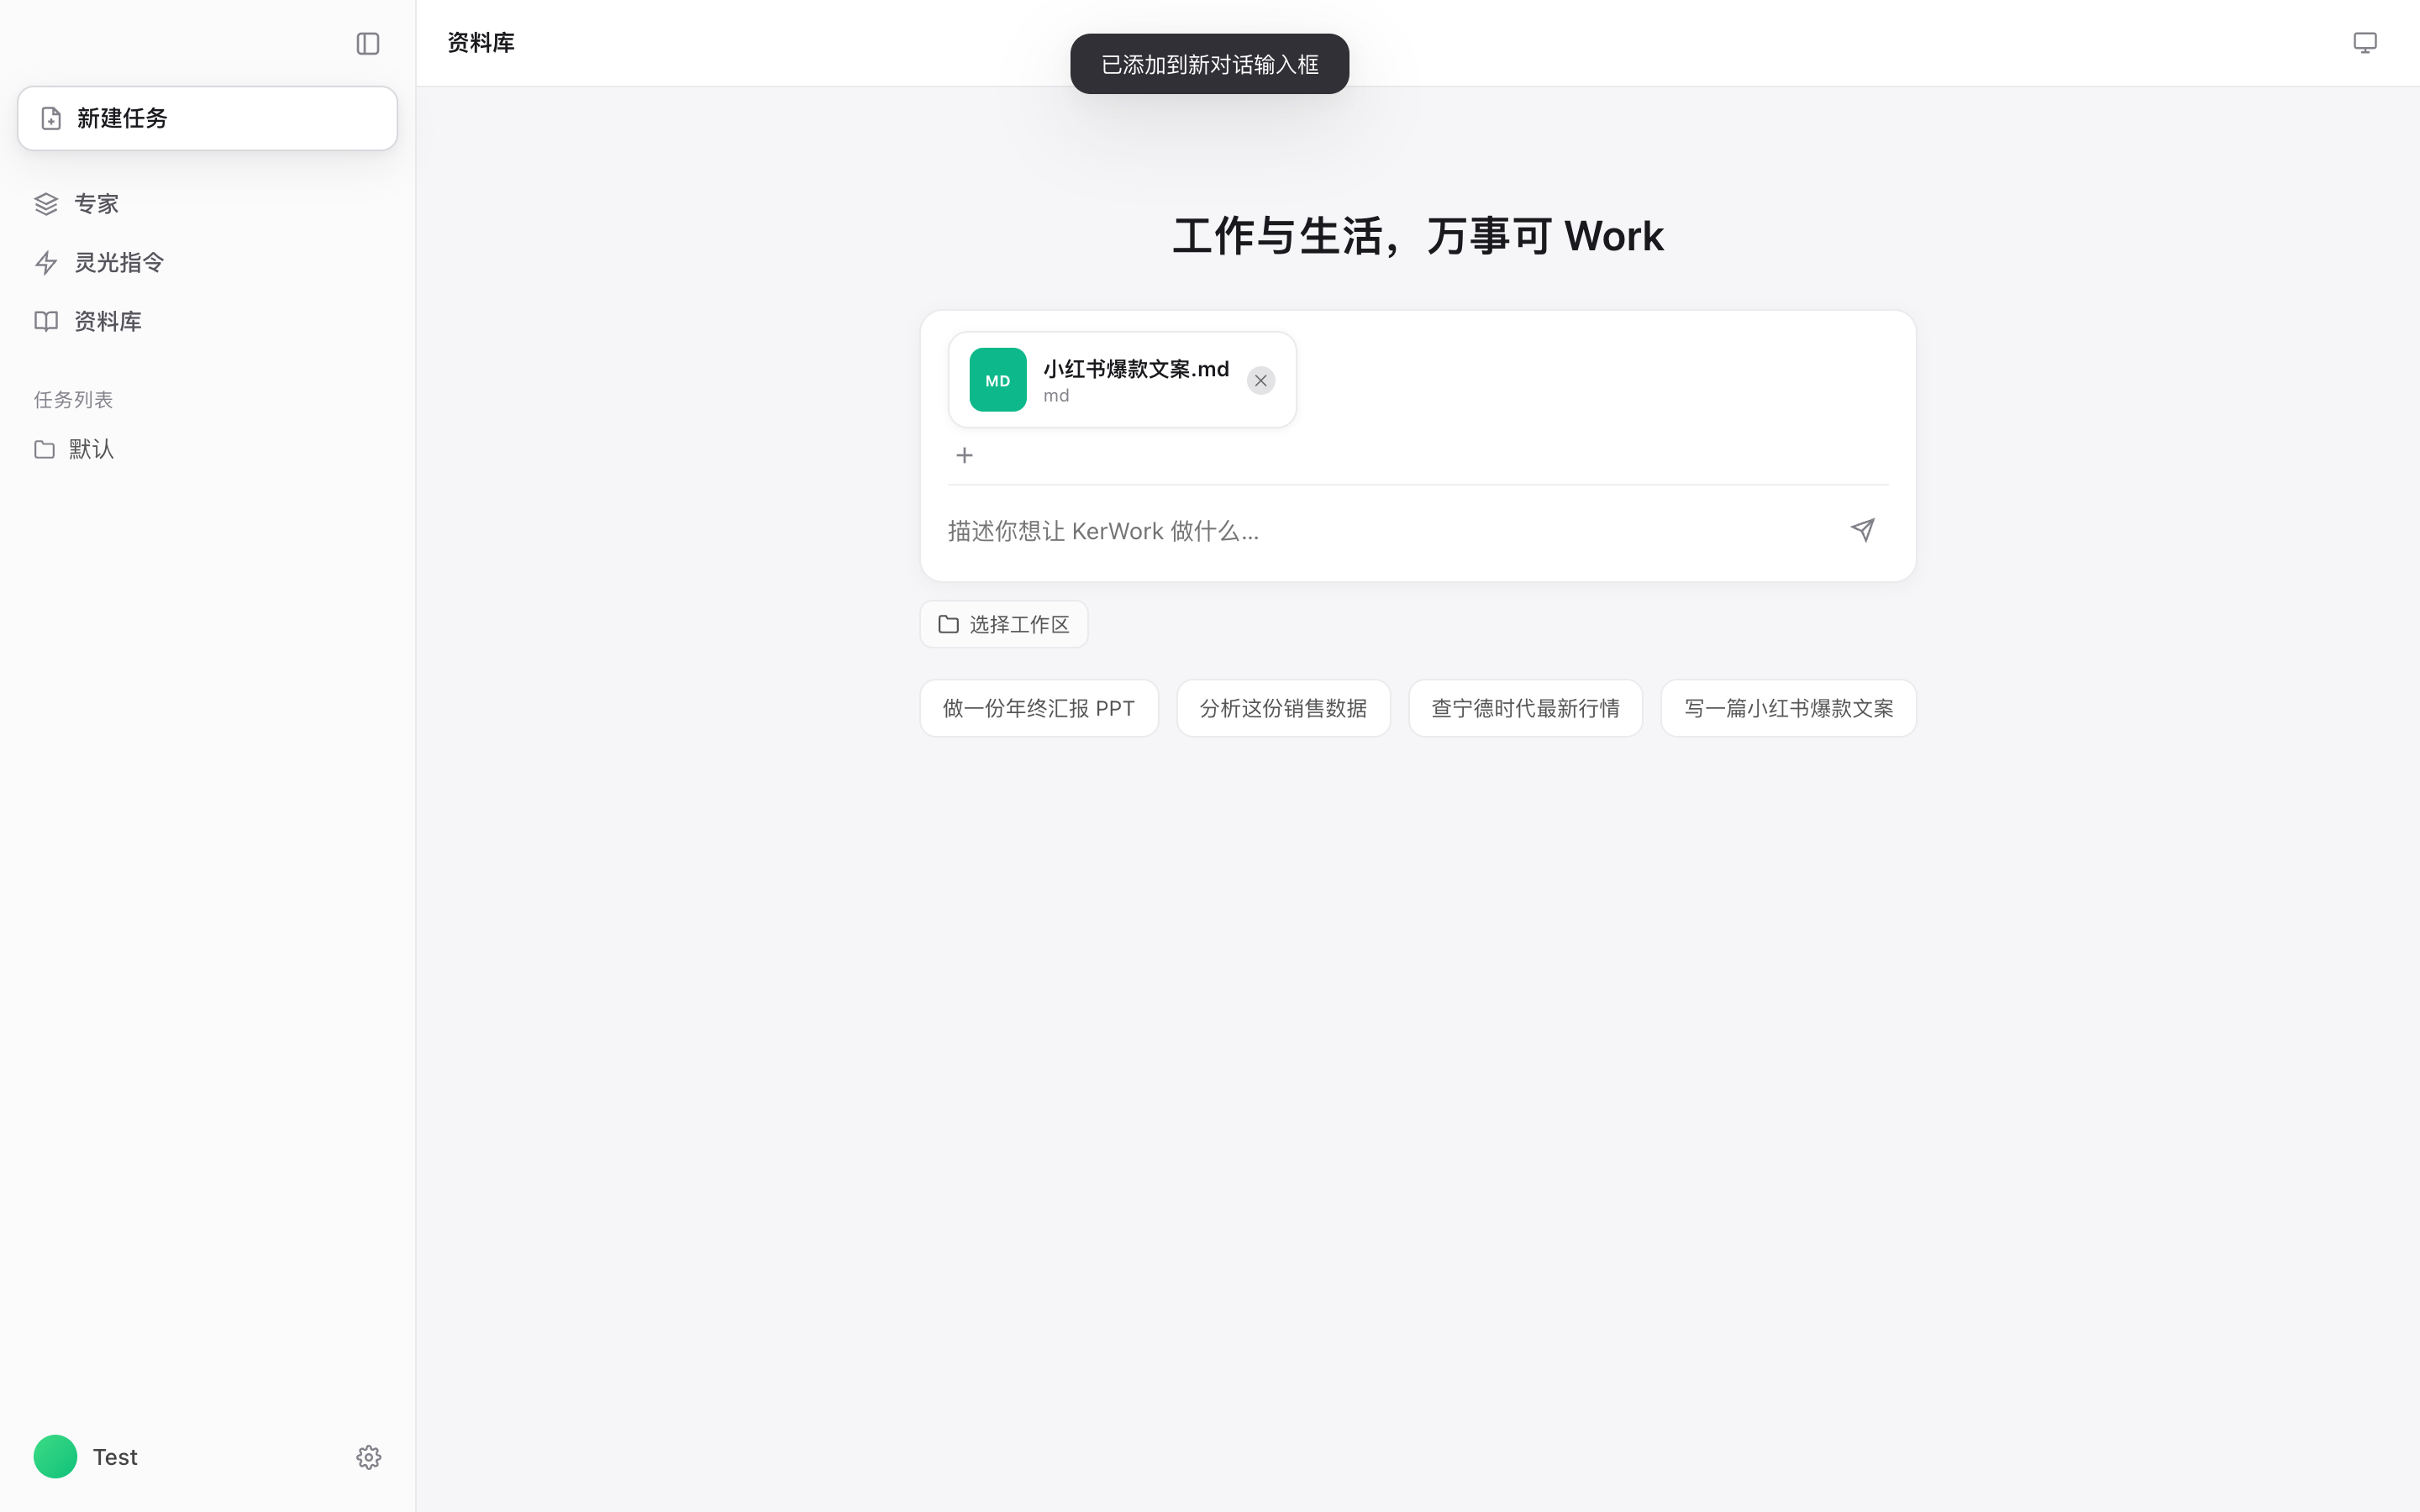 资料库
已添加到新对话输入框
新建任务
专家
灵光指令
资料库
任务列表
默认
工作与生活，万事可 Work
MD
小红书爆款文案.md
md
描述你想让 KerWork 做什么...
选择工作区
做一份年终汇报 PPT
分析这份销售数据
查宁德时代最新行情
写一篇小红书爆款文案
Test